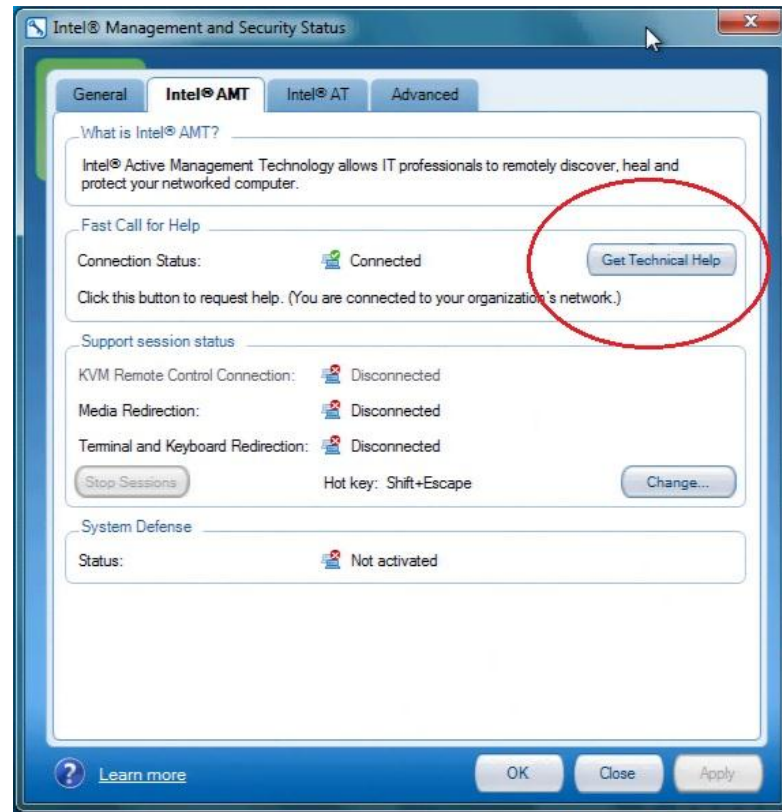 Intel® Management and Security Status
General Intel® AMT Intel® AT Advanced
What is Intel® AMT?
Intel® Active Management Technology allows IT professionals to remotely discover, heal and
protect your networked computer.
Fast Call for Help
Connection Status: Connected Get Technical Help
Click this button to request help. (You are connected to your organization's network.)
Support session status
KVM Remote Control Connection: Disconnected
Media Redirection: Disconnected
Terminal and Keyboard Redirection: Disconnected
Stop Sessions Hot key: Shift+Escape Change...
System Defense
Status: Not activated
? Learn more OK Close Apply